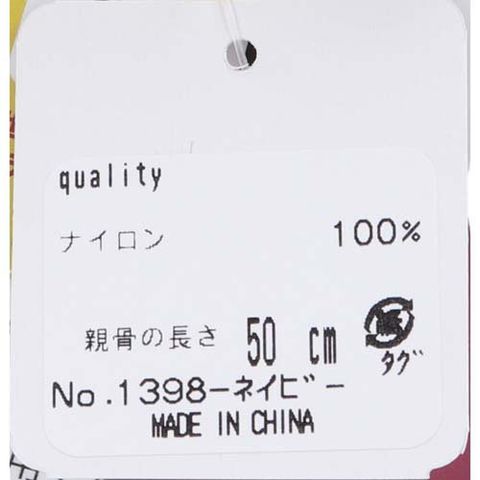 quality
ナイロン 100%
親骨の長さ 50 cm
タグ
No.1398-ネイビー
MADE IN CHINA